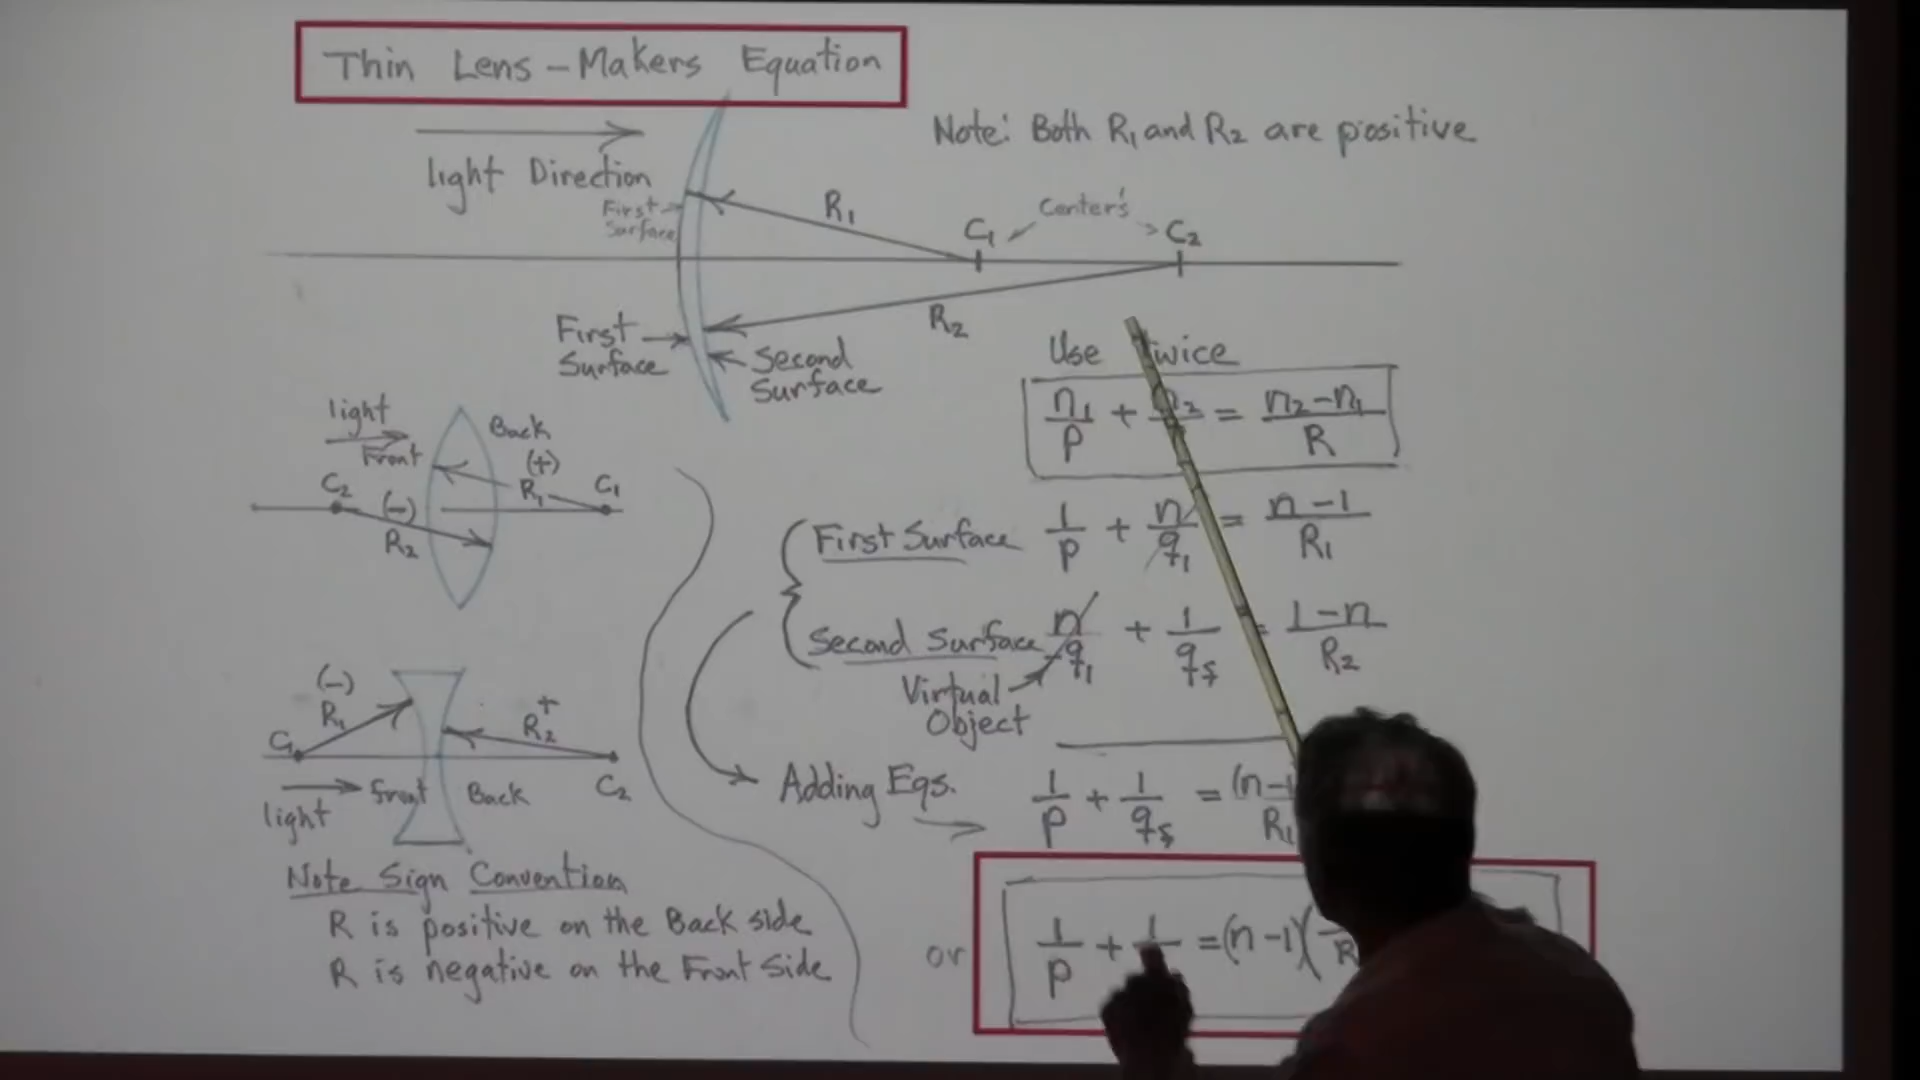 Thin Lens-Makers Equation
Note: Both R₁ and R₂ are positive
light Direction
First
Surface
R₁
Center's
C₁
C₂
R₂
First
Surface
Second
Surface
Use twice
n₁/p + n₂ = n₂-n₁/R
light
Front
Back
(+)
R₁
C₁
C₂
(-)
R₂
First Surface 1/p + n/q₁ = n-1/R₁
Second Surface n/-q₁ + 1/qf = 1-n/R₂
Virtual
Object
(-)
R₁
R₂+
C₁
C₂
light
front
Back
Adding Eqs. 1/p + 1/qf = (n-1/R₁
Note Sign Convention
R is positive on the Back side
R is negative on the Front Side
or 1/p + 1 = (n-1)( R